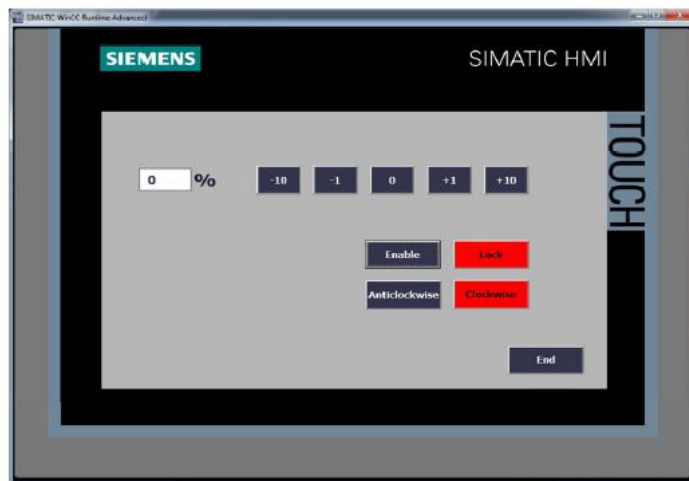 SIMATIC WinCC Runtime Advanced
SIEMENS
SIMATIC HMI
TOUCH
0 %
-10 -1 0 +1 +10
Enable Lock
Anticlockwise Clockwise
End